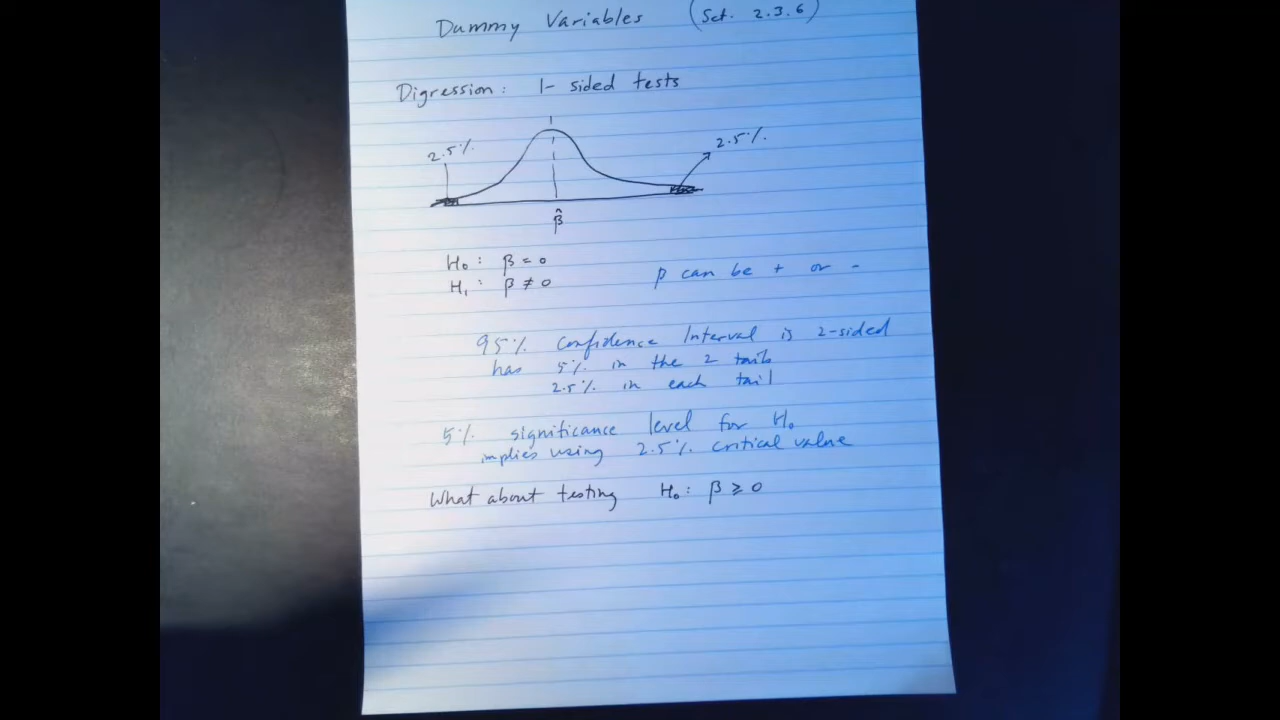 Dummy Variables (Sct. 2.3.6)
Digression: 1- sided tests
2.5%
2.5%
β̂
H₀: β = 0
H₁: β ≠ 0
β can be + or -
95% Confidence Interval is 2-sided
has 5% in the 2 tails
2.5% in each tail
5% significance level for H₀
implies using 2.5% critical value
What about testing H₀: β ≥ 0